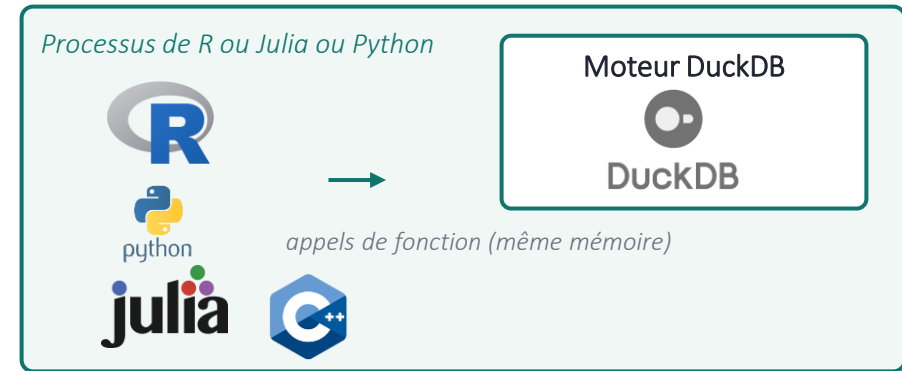 Processus de R ou Julia ou Python
Moteur DuckDB
R
DuckDB
python
appels de fonction (même mémoire)
julia
C++